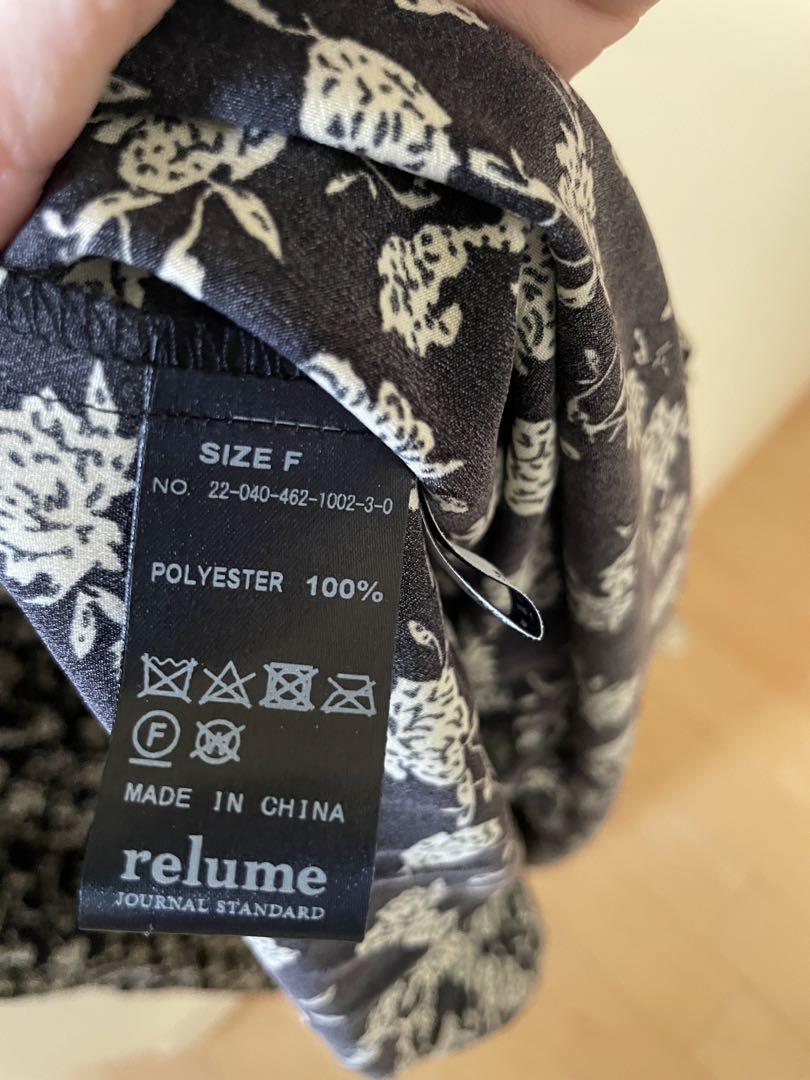 SIZE F
NO. 22-040-462-1002-3-0
POLYESTER 100%
F W
MADE IN CHINA
relume
JOURNAL STANDARD